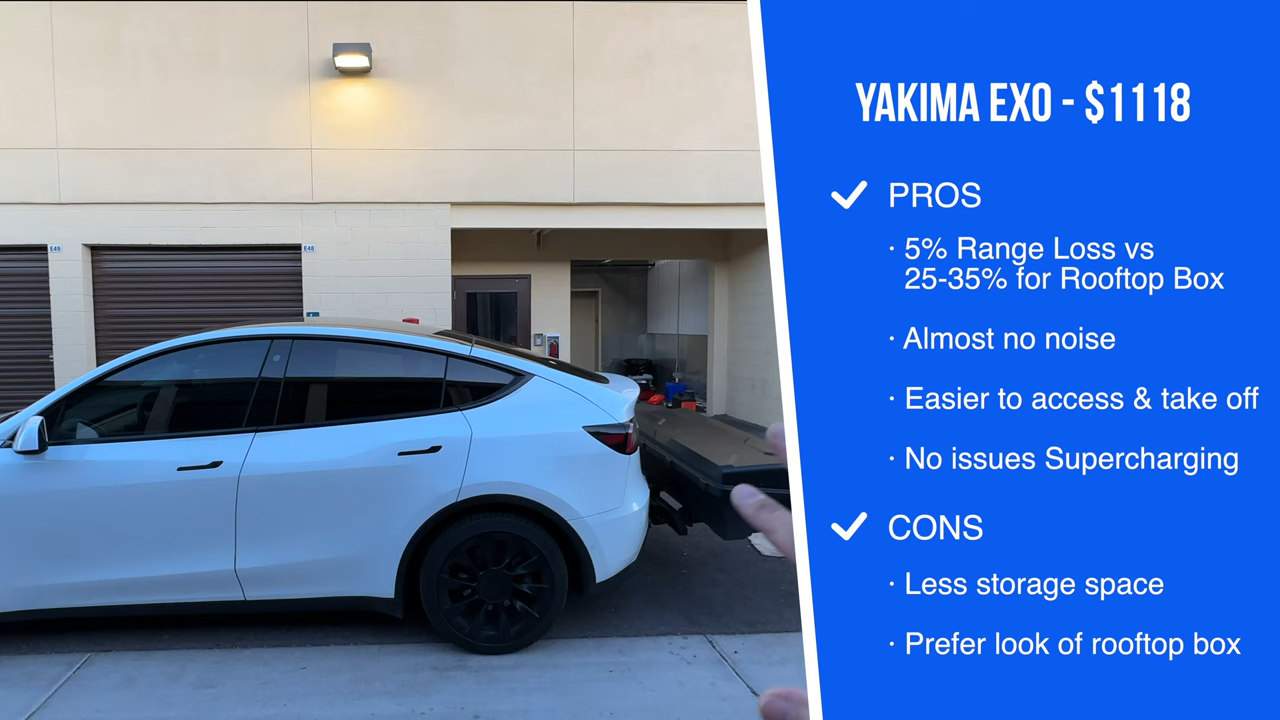 YAKIMA EXO - $1118
PROS
· 5% Range Loss vs
25-35% for Rooftop Box
· Almost no noise
· Easier to access & take off
· No issues Supercharging
CONS
· Less storage space
· Prefer look of rooftop box
E48